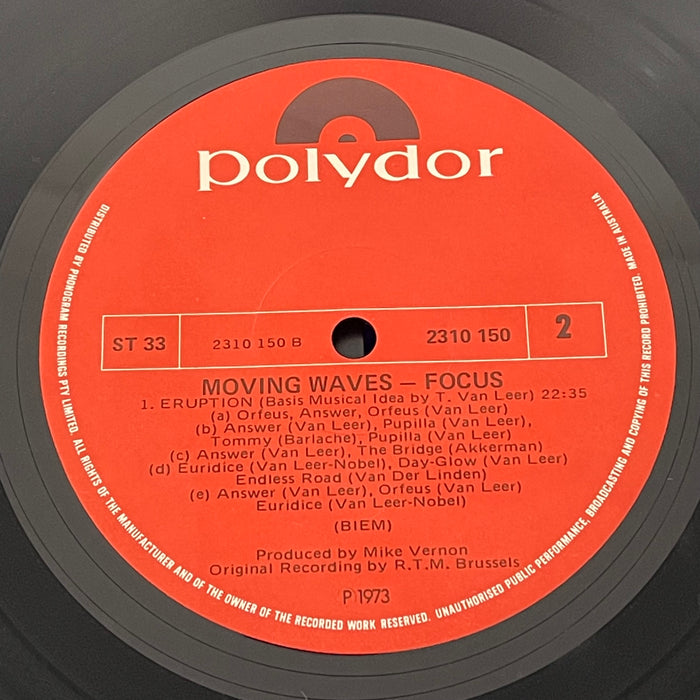 polydor
ST 33 2310 150 B 2310 150 2
MOVING WAVES – FOCUS
1. ERUPTION (Basis Musical Idea by T. Van Leer) 22:35
(a) Orfeus, Answer, Orfeus (Van Leer)
(b) Answer (Van Leer), Pupilla (Van Leer),
Tommy (Barlache), Pupilla (Van Leer)
(c) Answer (Van Leer), The Bridge (Akkerman)
(d) Euridice (Van Leer-Nobel), Day-Glow (Van Leer)
Endless Road (Van Der Linden)
(e) Answer (Van Leer), Orfeus (Van Leer)
Euridice (Van Leer-Nobel)
(BIEM)
Produced by Mike Vernon
Original Recording by R.T.M. Brussels
P 1973
DISTRIBUTED BY PHONOGRAM RECORDINGS PTY LIMITED. ALL RIGHTS OF THE MANUFACTURER AND OF THE OWNER OF THE RECORDED WORK RESERVED. UNAUTHORISED PUBLIC PERFORMANCE, BROADCASTING AND COPYING OF THIS RECORD PROHIBITED. MADE IN AUSTRALIA